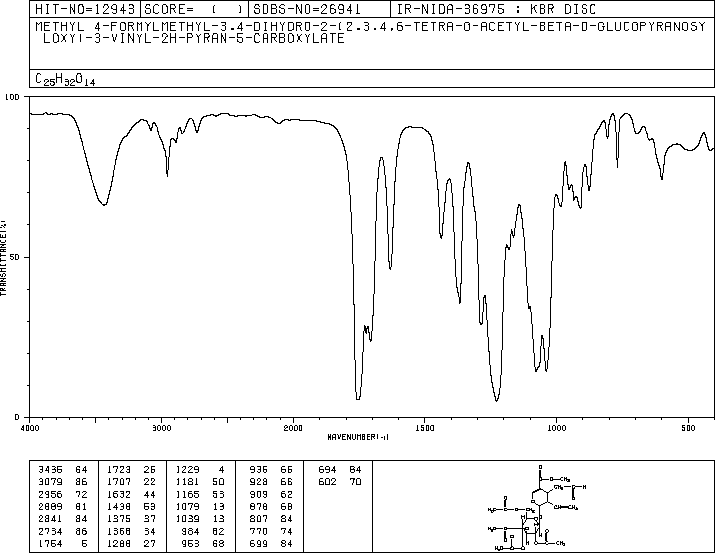 HIT-NO=12943 SCORE= ( ) SDBS-NO=26941 IR-NIDA-36975 : KBR DISC
METHYL 4-FORMYLMETHYL-3,4-DIHYDRO-2-(2,3,4,6-TETRA-O-ACETYL-BETA-D-GLUCOPYRANOSY
LOXY)-3-VINYL-2H-PYRAN-5-CARBOXYLATE
C25H32O14
100
50
0
TRANSMITTANCE(%)
4000 3000 2000 1500 1000 500
WAVENUMBER(-1)
3436 64 1723 26 1229 4 936 66 694 84
3079 86 1707 22 1181 50 928 66 602 70
2956 72 1632 44 1165 53 909 62
2889 81 1438 53 1079 13 878 68
2841 84 1375 37 1039 13 807 84
2734 86 1368 34 984 62 770 74
1754 5 1288 27 953 68 699 84